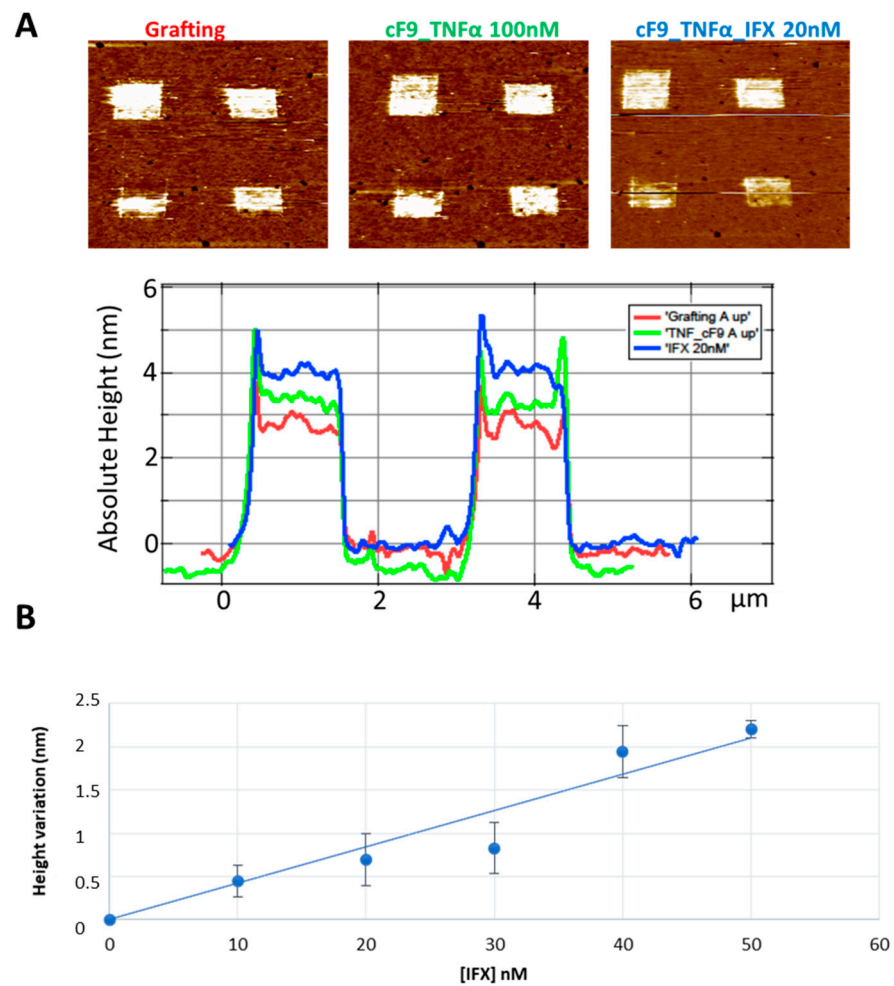 A
Grafting
cF9_TNFα 100nM
cF9_TNFα_IFX 20nM
6
4
2
0
Absolute Height (nm)
'Grafting A up'
'TNF_cF9 A up'
'IFX 20nM'
0
2
4
6
μm
B
2.5
2
1.5
1
0.5
0
Height variation (nm)
0
10
20
30
40
50
60
[IFX] nM